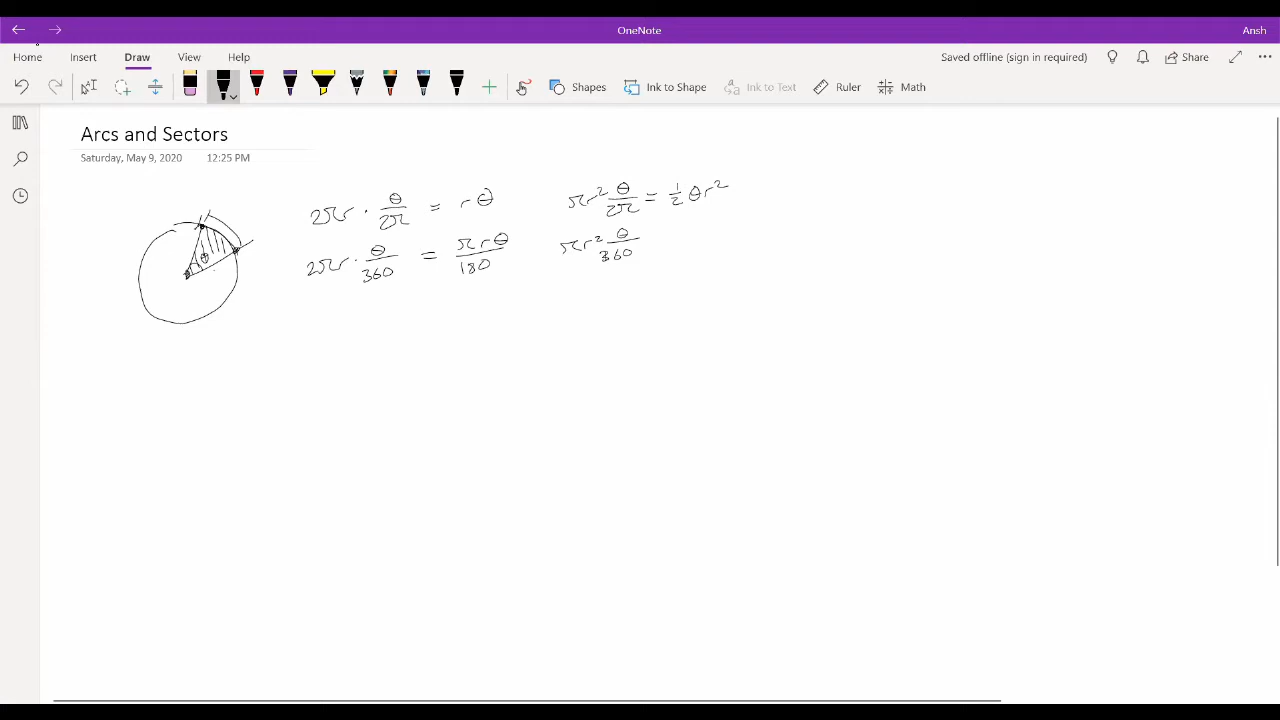 OneNote
Ansh
Home Insert Draw View Help
Saved offline (sign in required)
Share
Shapes
Ink to Shape
Ink to Text
Ruler
Math
Arcs and Sectors
Saturday, May 9, 2020 12:25 PM
2πr · θ/2π = rθ
πr² θ/2π = ½ θr²
2πr · θ/360 = πrθ/180
πr² θ/360
θ